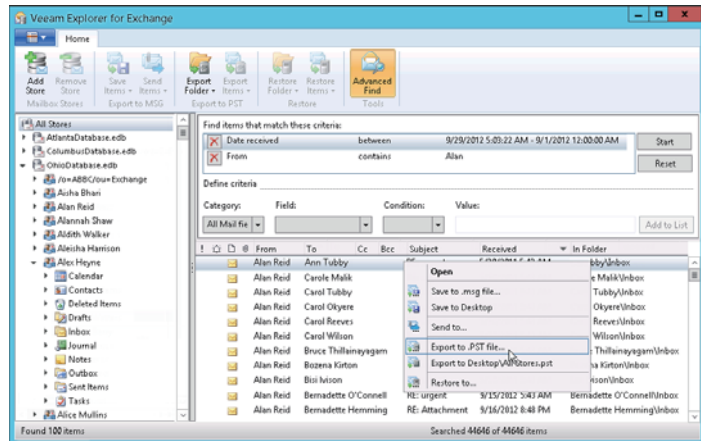 Veeam Explorer for Exchange
Home
Add Store
Remove Store
Save Items
Send Items
Export Folder
Export Items
Restore Folder
Restore Items
Advanced Find
Mailbox Stores
Export to MSG
Export to PST
Restore
Tools
All Stores
AtlantaDatabase.edb
ColumbusDatabase.edb
OhioDatabase.edb
/o=ABBC/ou=Exchange
Aisha Bhari
Alan Reid
Alannah Shaw
Aldith Walker
Aleisha Harrison
Alex Heyne
Calendar
Contacts
Deleted Items
Drafts
Inbox
Journal
Notes
Outbox
Sent Items
Tasks
Alice Mullins
Find items that match these criteria:
Date received between 9/29/2012 5:09:22 AM - 9/1/2012 12:00:00 AM
From contains Alan
Start
Reset
Define criteria
Category: Field: Condition: Value:
All Mail fie
Add to List
! From To Cc Bcc Subject Received In Folder
Alan Reid Ann Tubby bby\Inbox
Alan Reid Carole Malik e Malik\Inbox
Alan Reid Carol Tubby Tubby\Inbox
Alan Reid Carol Okyere Okyere\Inbox
Alan Reid Carol Reeves Reeves\Inbox
Alan Reid Carol Wilson Wilson\Inbox
Alan Reid Bruce Thillainayagam Thillainayagam\Inbox
Alan Reid Bozena Kirton na Kirton\Inbox
Alan Reid Bisi Ivison vison\Inbox
Alan Reid Bernadette O'Connell RE: urgent 9/15/2012 5:43 AM Bernadette O'Connell\Inbox
Alan Reid Bernadette Hemming RE: Attachment 9/16/2012 8:48 PM Bernadette Hemming\Inbox
Open
Save to .msg file...
Save to Desktop
Send to...
Export to .PST file...
Export to Desktop\All Stores.pst
Restore to...
Found 100 items
Searched 44646 of 44646 items